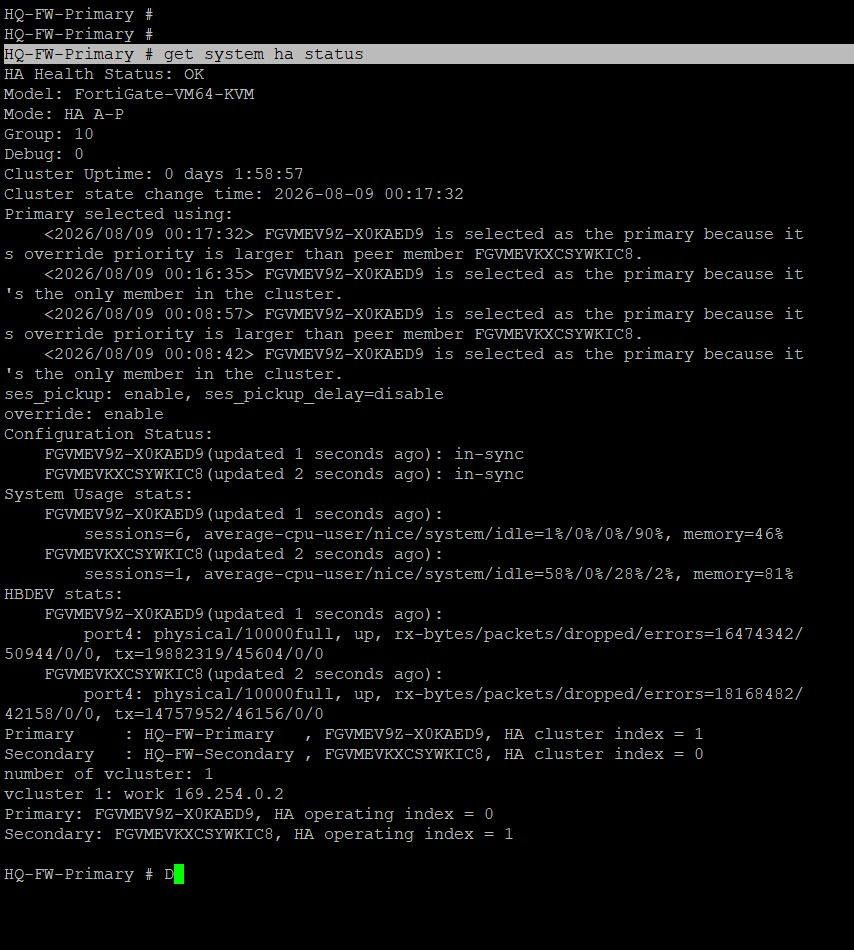 HQ-FW-Primary #
HQ-FW-Primary #
HQ-FW-Primary # get system ha status
HA Health Status: OK
Model: FortiGate-VM64-KVM
Mode: HA A-P
Group: 10
Debug: 0
Cluster Uptime: 0 days 1:58:57
Cluster state change time: 2026-08-09 00:17:32
Primary selected using:
    <2026/08/09 00:17:32> FGVMEV9Z-X0KAED9 is selected as the primary because it
s override priority is larger than peer member FGVMEVKXCSYWKIC8.
    <2026/08/09 00:16:35> FGVMEV9Z-X0KAED9 is selected as the primary because it
's the only member in the cluster.
    <2026/08/09 00:08:57> FGVMEV9Z-X0KAED9 is selected as the primary because it
s override priority is larger than peer member FGVMEVKXCSYWKIC8.
    <2026/08/09 00:08:42> FGVMEV9Z-X0KAED9 is selected as the primary because it
's the only member in the cluster.
ses_pickup: enable, ses_pickup_delay=disable
override: enable
Configuration Status:
    FGVMEV9Z-X0KAED9(updated 1 seconds ago): in-sync
    FGVMEVKXCSYWKIC8(updated 2 seconds ago): in-sync
System Usage stats:
    FGVMEV9Z-X0KAED9(updated 1 seconds ago):
        sessions=6, average-cpu-user/nice/system/idle=1%/0%/0%/90%, memory=46%
    FGVMEVKXCSYWKIC8(updated 2 seconds ago):
        sessions=1, average-cpu-user/nice/system/idle=58%/0%/28%/2%, memory=81%
HBDEV stats:
    FGVMEV9Z-X0KAED9(updated 1 seconds ago):
        port4: physical/10000full, up, rx-bytes/packets/dropped/errors=16474342/
50944/0/0, tx=19882319/45604/0/0
    FGVMEVKXCSYWKIC8(updated 2 seconds ago):
        port4: physical/10000full, up, rx-bytes/packets/dropped/errors=18168482/
42158/0/0, tx=14757952/46156/0/0
Primary     : HQ-FW-Primary   , FGVMEV9Z-X0KAED9, HA cluster index = 1
Secondary   : HQ-FW-Secondary , FGVMEVKXCSYWKIC8, HA cluster index = 0
number of vcluster: 1
vcluster 1: work 169.254.0.2
Primary: FGVMEV9Z-X0KAED9, HA operating index = 0
Secondary: FGVMEVKXCSYWKIC8, HA operating index = 1
HQ-FW-Primary # D